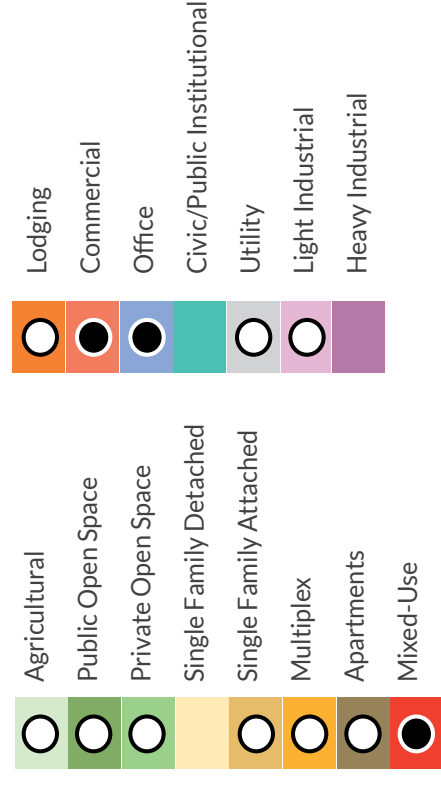 Agricultural
Public Open Space
Private Open Space
Single Family Detached
Single Family Attached
Multiplex
Apartments
Mixed-Use
Lodging
Commercial
Office
Civic/Public Institutional
Utility
Light Industrial
Heavy Industrial